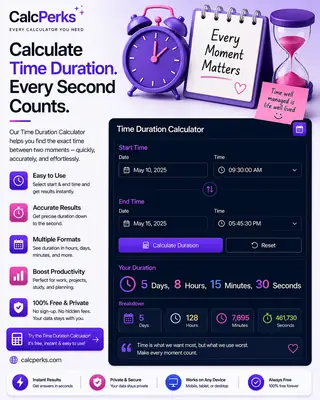 CalcPerks
EVERY CALCULATOR YOU NEED
Calculate
Time Duration.
Every Second
Counts.
Our Time Duration Calculator
helps you find the exact time
between two moments – quickly,
accurately, and effortlessly.
Every
Moment
Matters
Time well
managed is
life well lived.
Easy to Use
Select start & end time and
get results instantly.
Accurate Results
Get precise duration down
to the second.
Multiple Formats
See duration in hours, days,
minutes, and more.
Boost Productivity
Perfect for work, projects,
study, and planning.
100% Free & Private
No sign-up. No hidden fees.
Your data stays with you.
Try the Time Duration Calculator
It's free, instant & easy to use!
calcperks.com
Time Duration Calculator
Start Time
Date
Time
May 10, 2025
09:30:00 AM
End Time
Date
Time
May 15, 2025
05:45:30 PM
Calculate Duration
Reset
Your Duration
5 Days, 8 Hours, 15 Minutes, 30 Seconds
Breakdown
5
Days
128
Hours
7,695
Minutes
461,730
Seconds
Time is what we want most, but what we use worst.
Make every moment count.
Instant Results
Get answers in seconds
Private & Secure
Your data stays private
Works on Any Device
Mobile, tablet, or desktop
Always Free
100% free forever